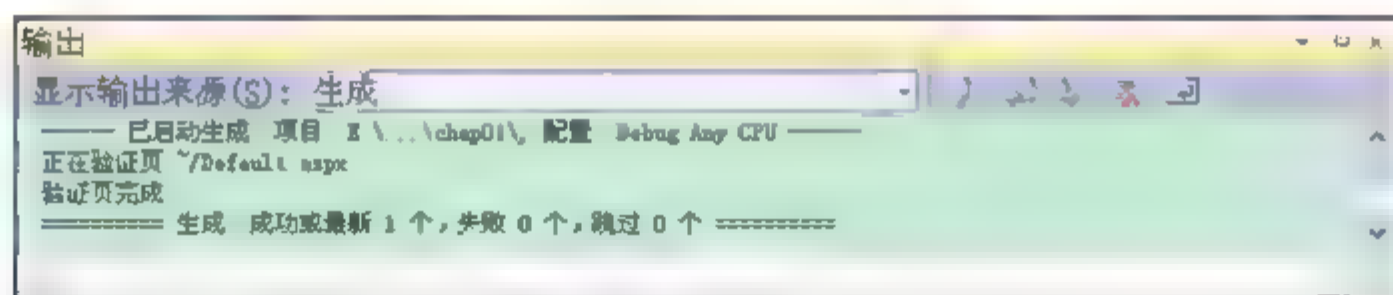 输出
显示输出来源(S): 生成
—— 已启动生成 项目 E \...\chap01\, 配置 Debug Any CPU ——
正在验证页 ~/Default aspx
验证页完成
========== 生成 成功或最新 1 个，失败 0 个，跳过 0 个 ==========